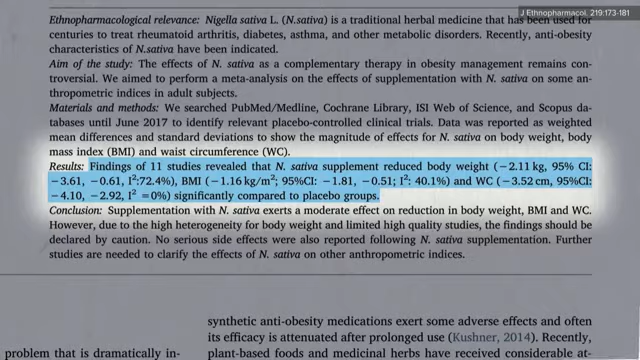 J Ethnopharmacol. 219:173-181
Ethnopharmacological relevance: Nigella sativa L. (N.sativa) is a traditional herbal medicine that has been used for
centuries to treat rheumatoid arthritis, diabetes, asthma, and other metabolic disorders. Recently, anti-obesity
characteristics of N.sativa have been indicated.
Aim of the study: The effects of N. sativa as a complementary therapy in obesity management remains con-
troversial. We aimed to perform a meta-analysis on the effects of supplementation with N. sativa on some an-
thropometric indices in adult subjects.
Materials and methods: We searched PubMed/Medline, Cochrane Library, ISI Web of Science, and Scopus da-
tabases until June 2017 to identify relevant placebo-controlled clinical trials. Data was reported as weighted
mean differences and standard deviations to show the magnitude of effects for N. sativa on body weight, body
mass index (BMI) and waist circumference (WC).
Results: Findings of 11 studies revealed that N. sativa supplement reduced body weight (−2.11 kg, 95% CI:
−3.61, −0.61, I²:72.4%), BMI (−1.16 kg/m²; 95%CI: −1.81, −0.51; I²: 40.1%) and WC (−3.52 cm, 95%CI:
−4.10, −2.92, I² =0%) significantly compared to placebo groups.
Conclusion: Supplementation with N. sativa exerts a moderate effect on reduction in body weight, BMI and WC.
However, due to the high heterogeneity for body weight and limited high quality studies, the findings should be
declared by caution. No serious side effects were also reported following N. sativa supplementation. Further
studies are needed to clarify the effects of N. sativa on other anthropometric indices.
synthetic anti-obesity medications exert some adverse effects and often
its efficacy is attenuated after prolonged use (Kushner, 2014). Recently,
problem that is dramatically in-
plant-based foods and medicinal herbs have received considerable at-